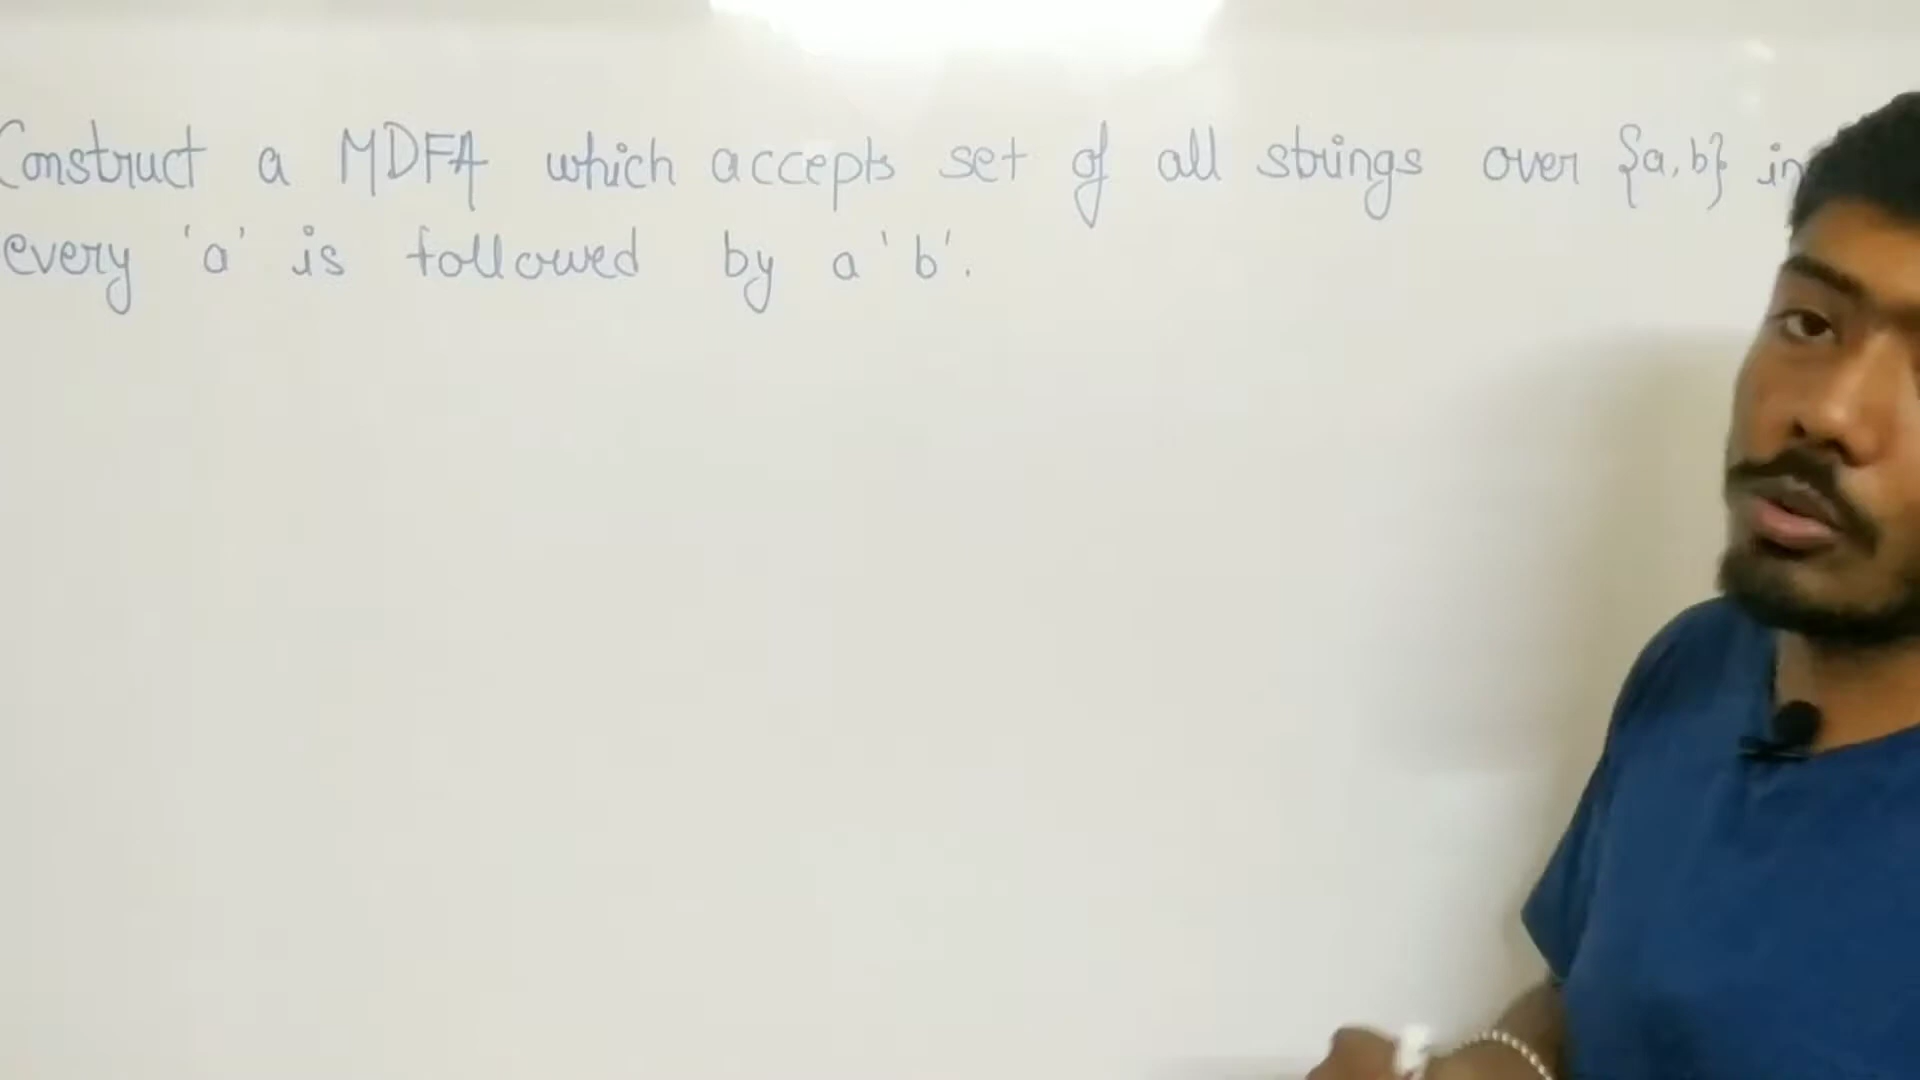 Construct a MDFA which accepts set of all strings over {a,b} in
every 'a' is followed by a 'b'.